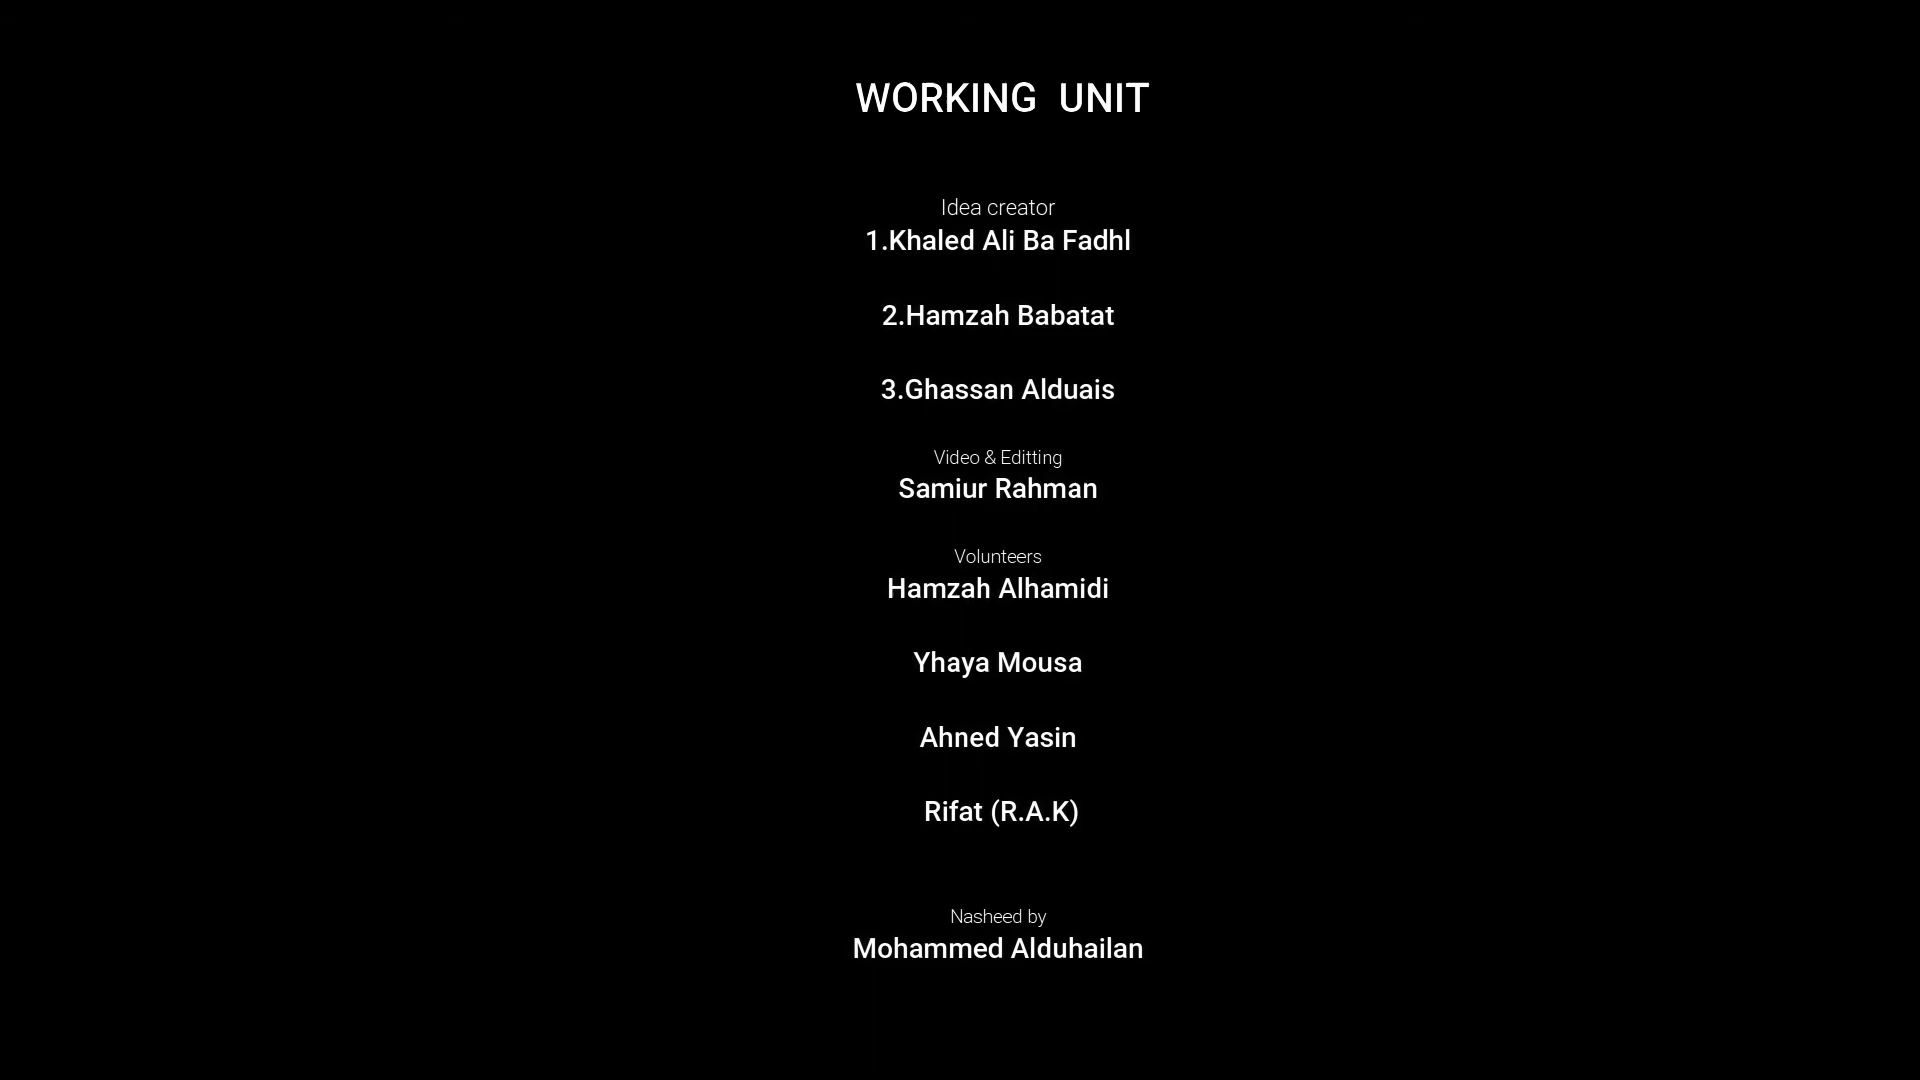 WORKING UNIT
Idea creator
1.Khaled Ali Ba Fadhl
2.Hamzah Babatat
3.Ghassan Alduais
Video & Editting
Samiur Rahman
Volunteers
Hamzah Alhamidi
Yhaya Mousa
Ahned Yasin
Rifat (R.A.K)
Nasheed by
Mohammed Alduhailan